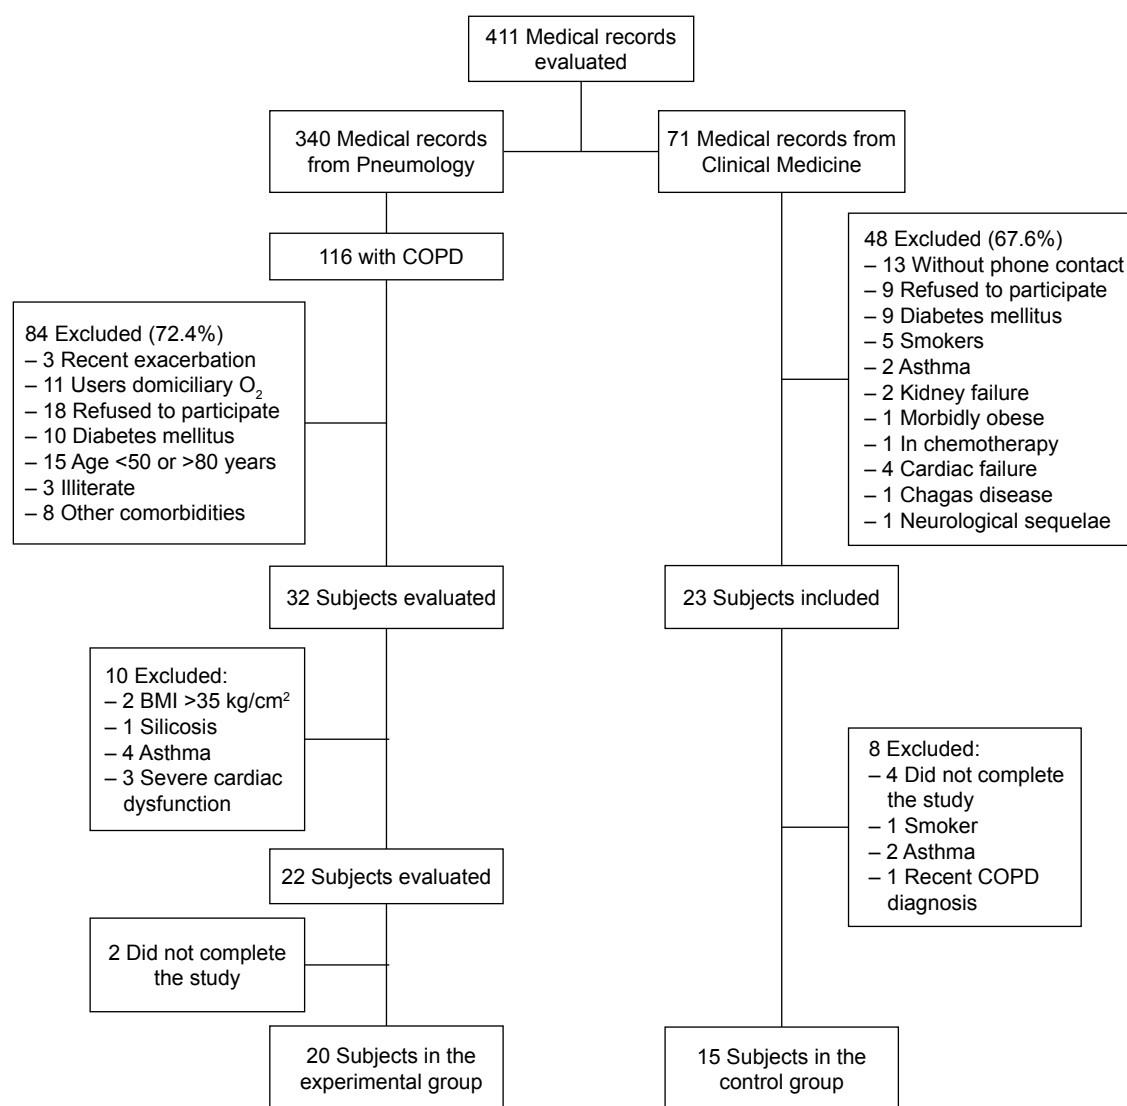 411 Medical records
evaluated
340 Medical records
from Pneumology
71 Medical records from
Clinical Medicine
116 with COPD
48 Excluded (67.6%)
– 13 Without phone contact
– 9 Refused to participate
– 9 Diabetes mellitus
– 5 Smokers
– 2 Asthma
– 2 Kidney failure
– 1 Morbidly obese
– 1 In chemotherapy
– 4 Cardiac failure
– 1 Chagas disease
– 1 Neurological sequelae
84 Excluded (72.4%)
– 3 Recent exacerbation
– 11 Users domiciliary O₂
– 18 Refused to participate
– 10 Diabetes mellitus
– 15 Age <50 or >80 years
– 3 Illiterate
– 8 Other comorbidities
32 Subjects evaluated
23 Subjects included
10 Excluded:
– 2 BMI >35 kg/cm²
– 1 Silicosis
– 4 Asthma
– 3 Severe cardiac
dysfunction
8 Excluded:
– 4 Did not complete
the study
– 1 Smoker
– 2 Asthma
– 1 Recent COPD
diagnosis
22 Subjects evaluated
2 Did not complete
the study
20 Subjects in the
experimental group
15 Subjects in the
control group